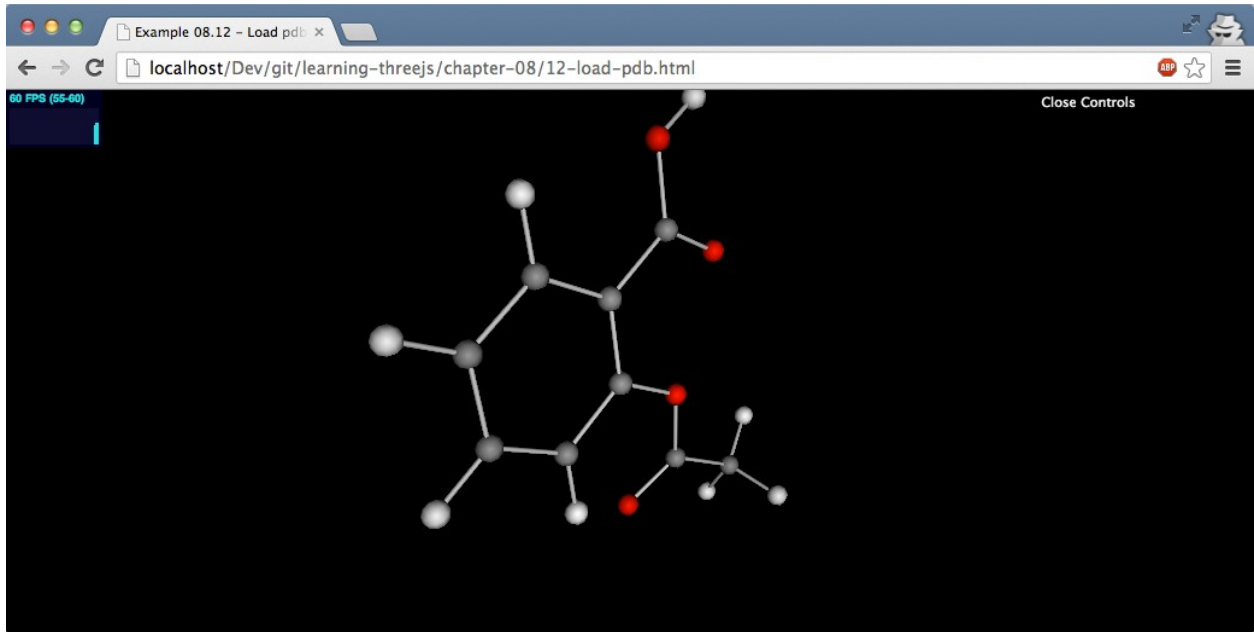 Example 08.12 – Load pdb
localhost/Dev/git/learning-threejs/chapter-08/12-load-pdb.html
ABP
60 FPS (55-60)
Close Controls